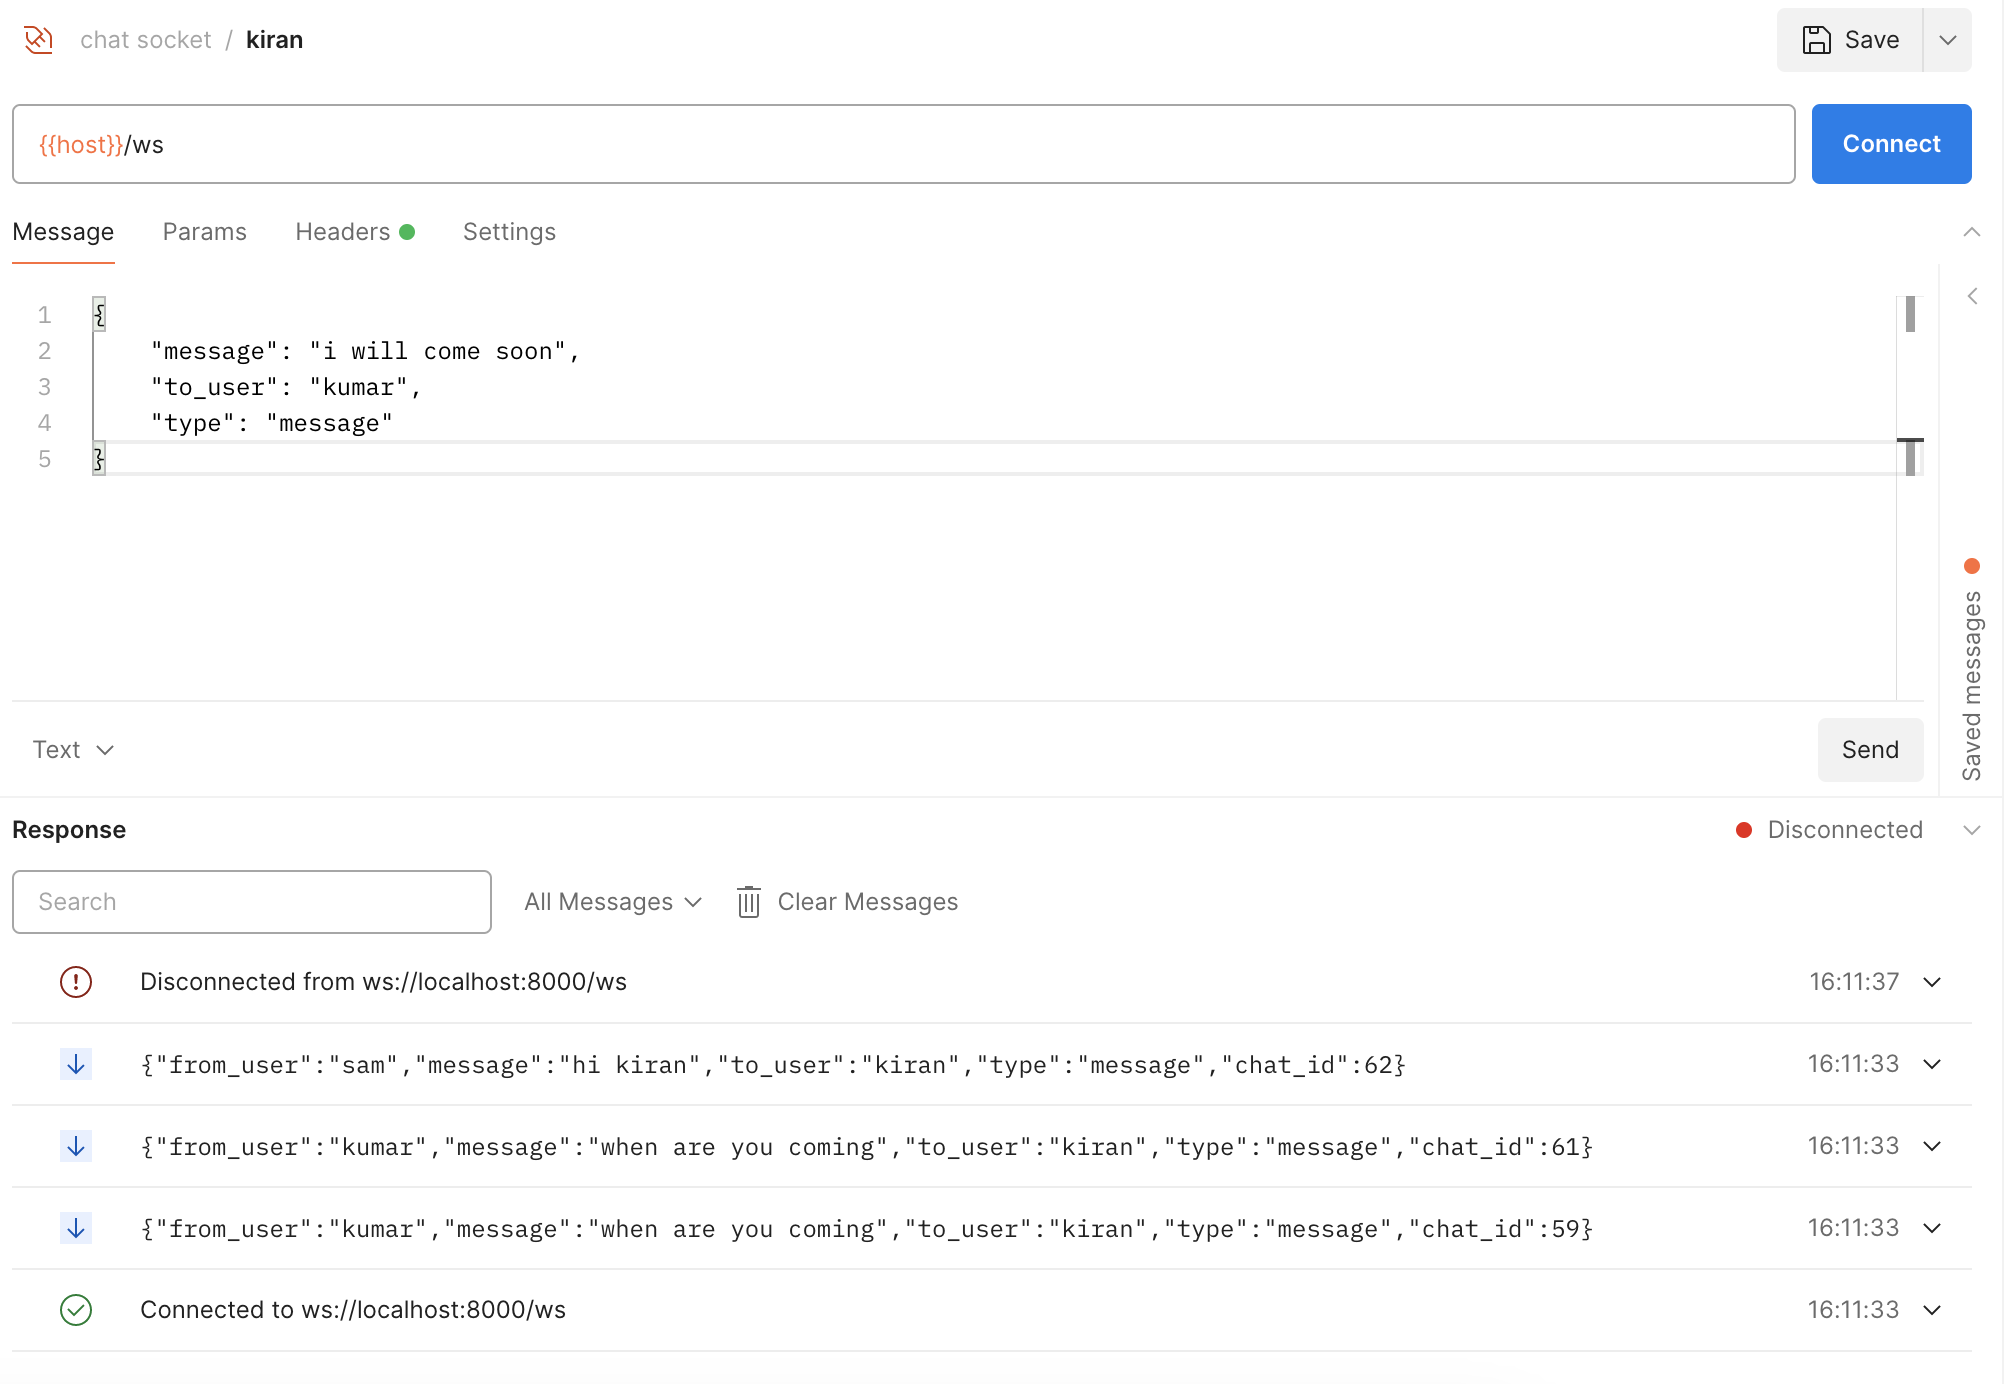 chat socket / kiran
Save
{{host}}/ws
Connect
Message Params Headers Settings
1 {
2 "message": "i will come soon",
3 "to_user": "kumar",
4 "type": "message"
5 }
Saved messages
Text
Send
Response
Disconnected
Search
All Messages
Clear Messages
Disconnected from ws://localhost:8000/ws 16:11:37
{"from_user":"sam","message":"hi kiran","to_user":"kiran","type":"message","chat_id":62} 16:11:33
{"from_user":"kumar","message":"when are you coming","to_user":"kiran","type":"message","chat_id":61} 16:11:33
{"from_user":"kumar","message":"when are you coming","to_user":"kiran","type":"message","chat_id":59} 16:11:33
Connected to ws://localhost:8000/ws 16:11:33